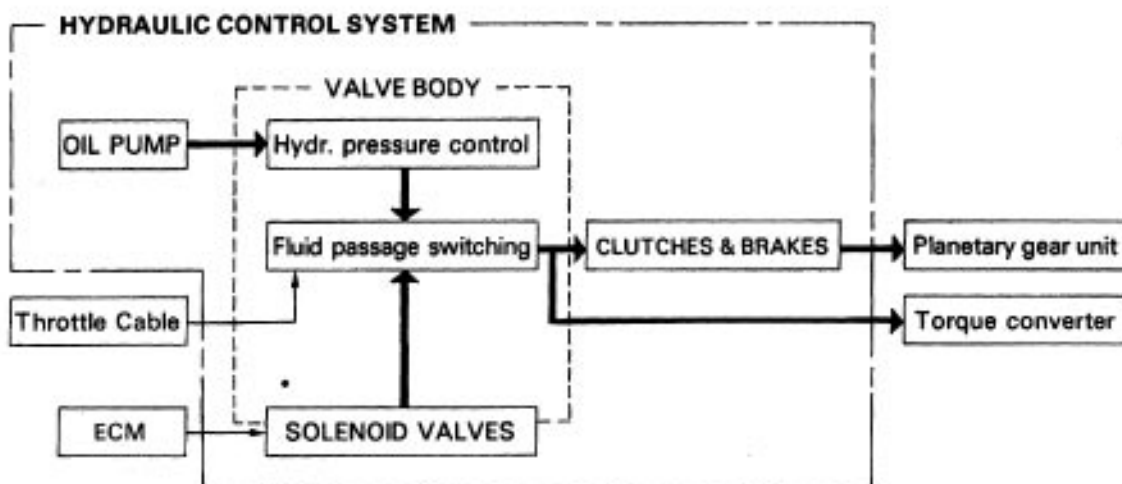 HYDRAULIC CONTROL SYSTEM
VALVE BODY
OIL PUMP
Hydr. pressure control
Fluid passage switching
CLUTCHES & BRAKES
Planetary gear unit
Throttle Cable
Torque converter
ECM
SOLENOID VALVES